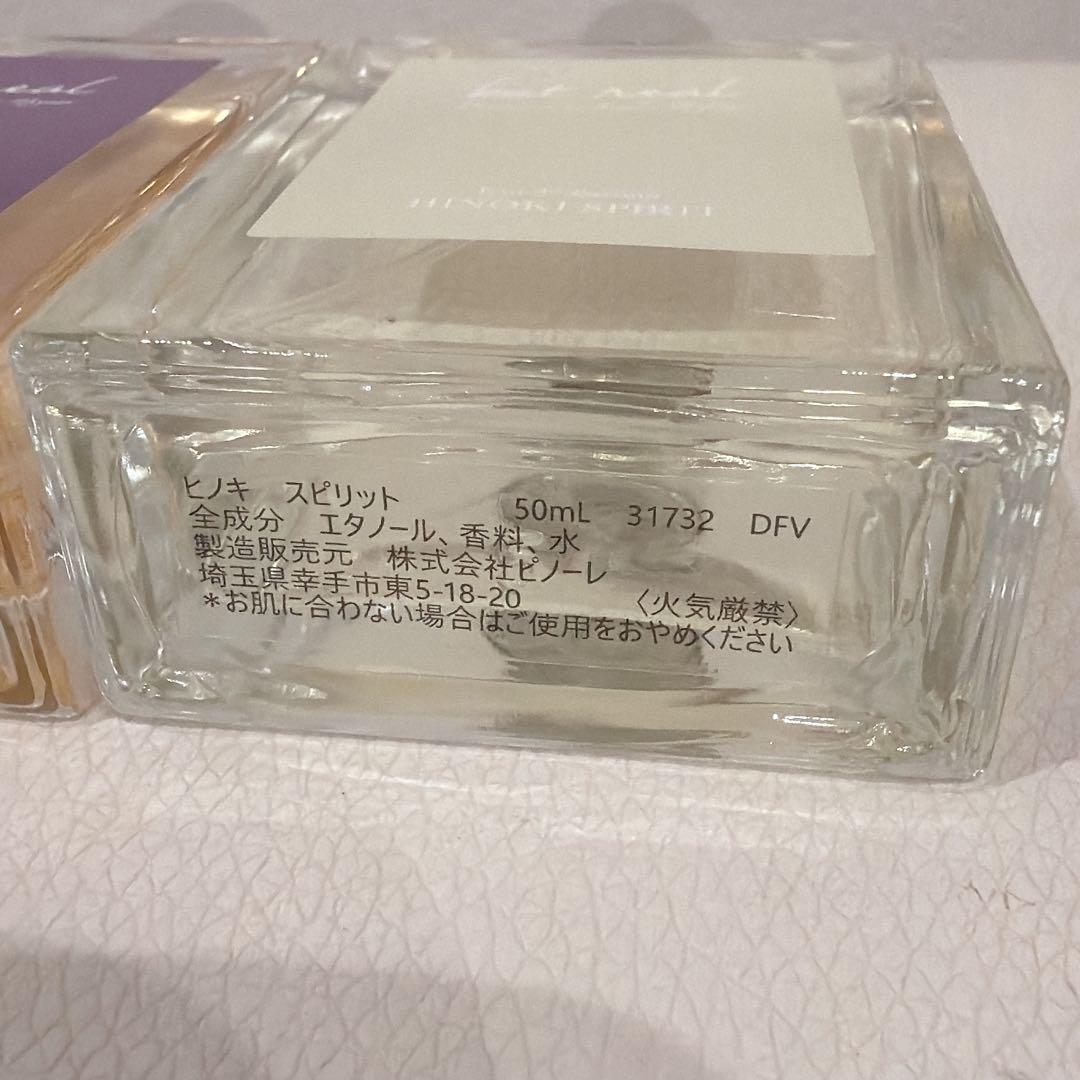 real
HINOKI SPIRIT
ヒノキ スピリット 50mL 31732 DFV
全成分 エタノール、香料、水
製造販売元 株式会社ピノーレ
埼玉県幸手市東5-18-20 〈火気厳禁〉
*お肌に合わない場合はご使用をおやめください